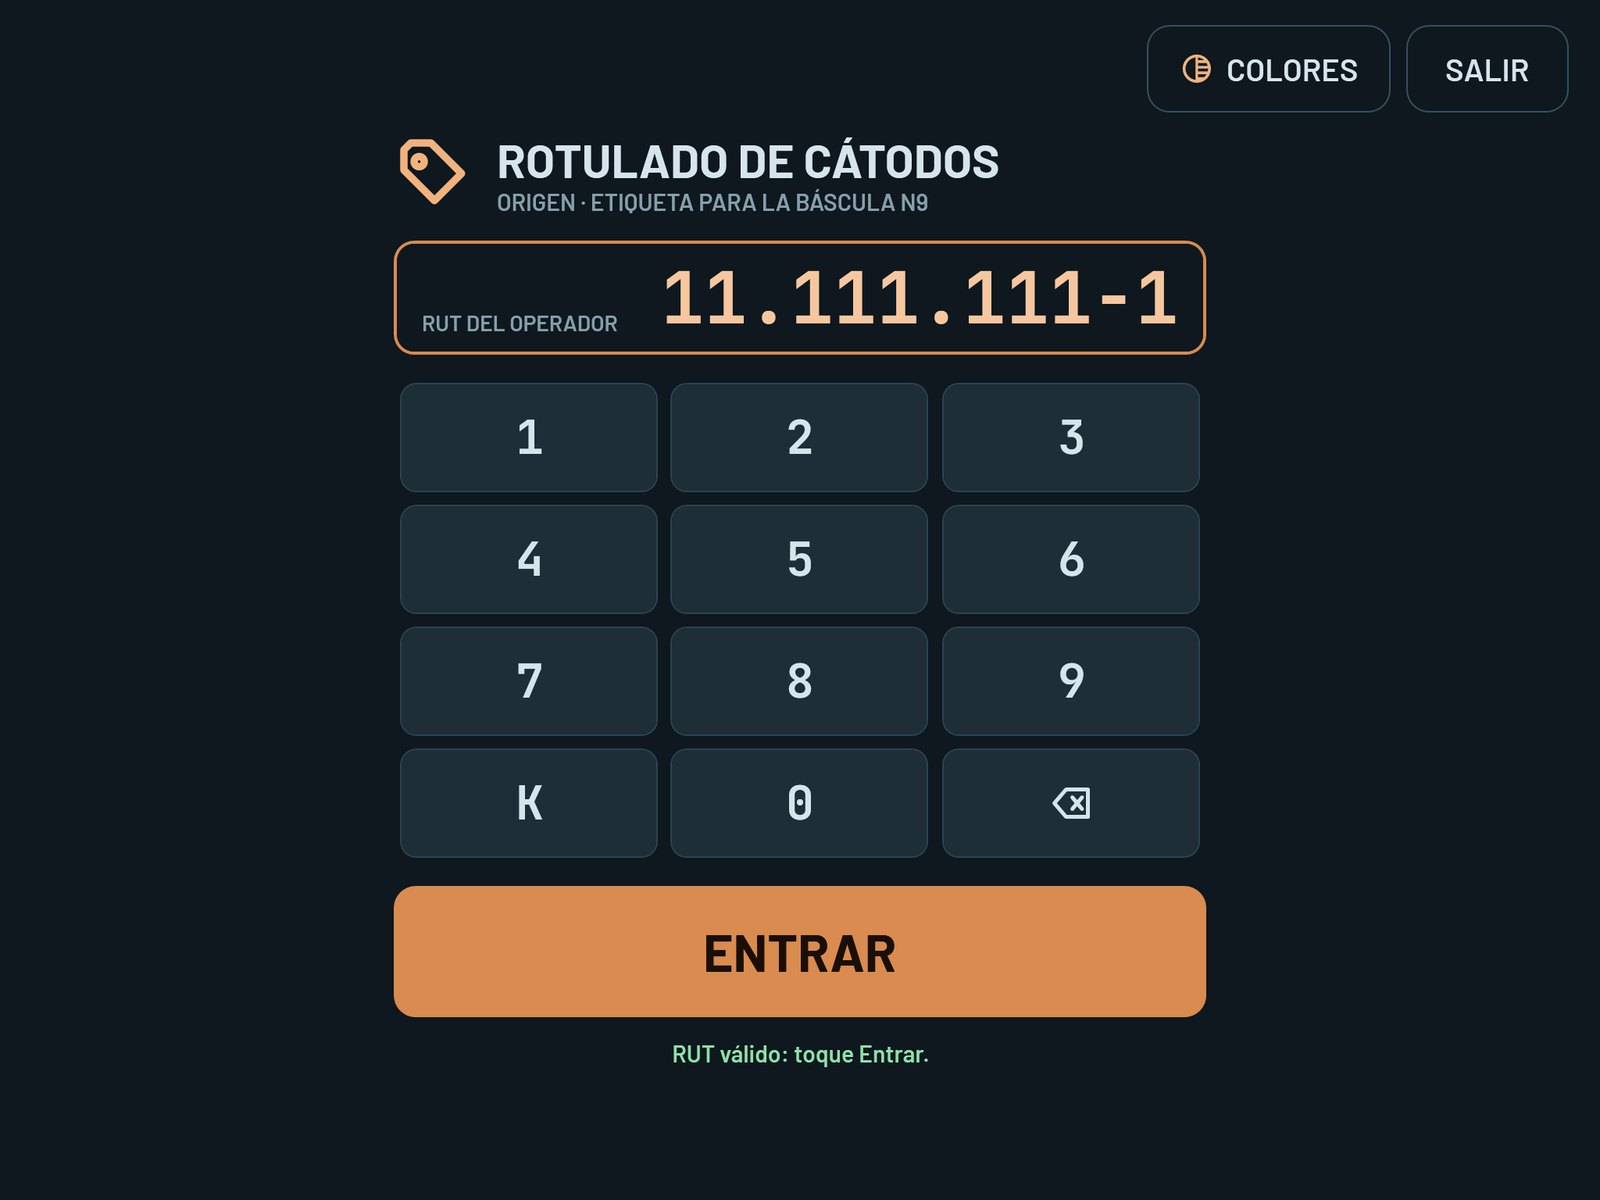 COLORES
SALIR
ROTULADO DE CÁTODOS
ORIGEN · ETIQUETA PARA LA BÁSCULA N9
RUT DEL OPERADOR 11.111.111-1
1 2 3
4 5 6
7 8 9
K 0
ENTRAR
RUT válido: toque Entrar.